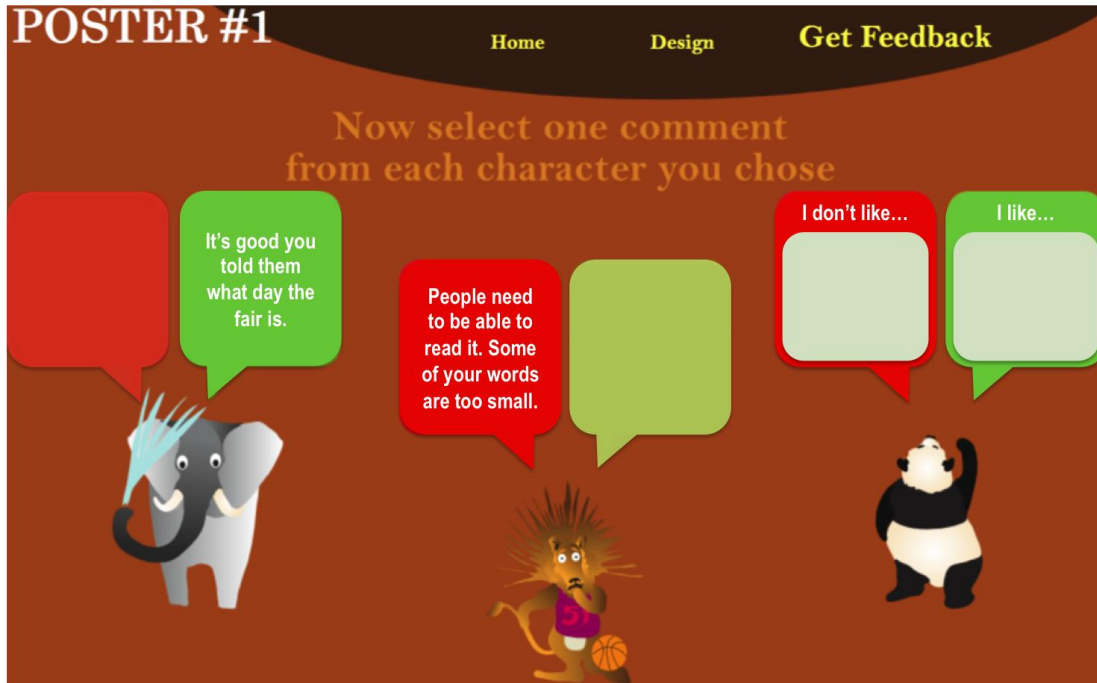 POSTER #1
Home
Design
Get Feedback
Now select one comment
from each character you chose
It's good you
told them
what day the
fair is.
People need
to be able to
read it. Some
of your words
are too small.
I don't like...
I like...
51